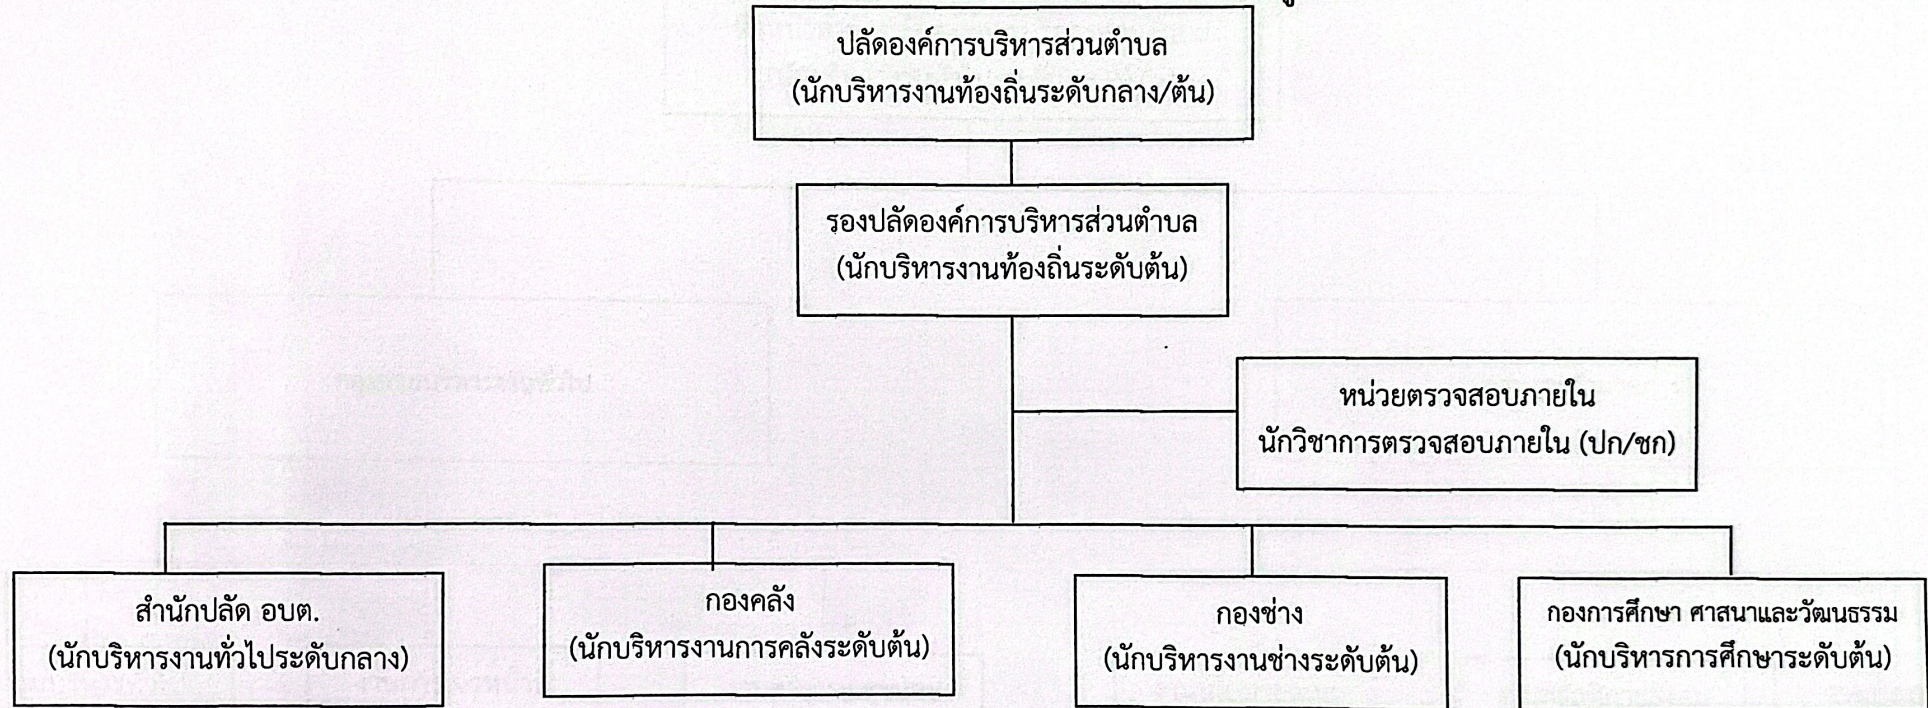 ปลัดองค์การบริหารส่วนตำบล
(นักบริหารงานท้องถิ่นระดับกลาง/ต้น)
รองปลัดองค์การบริหารส่วนตำบล
(นักบริหารงานท้องถิ่นระดับต้น)
หน่วยตรวจสอบภายใน
นักวิชาการตรวจสอบภายใน (ปก/ชก)
สำนักปลัด อบต.
(นักบริหารงานทั่วไประดับกลาง)
กองคลัง
(นักบริหารงานการคลังระดับต้น)
กองช่าง
(นักบริหารงานช่างระดับต้น)
กองการศึกษา ศาสนาและวัฒนธรรม
(นักบริหารการศึกษาระดับต้น)